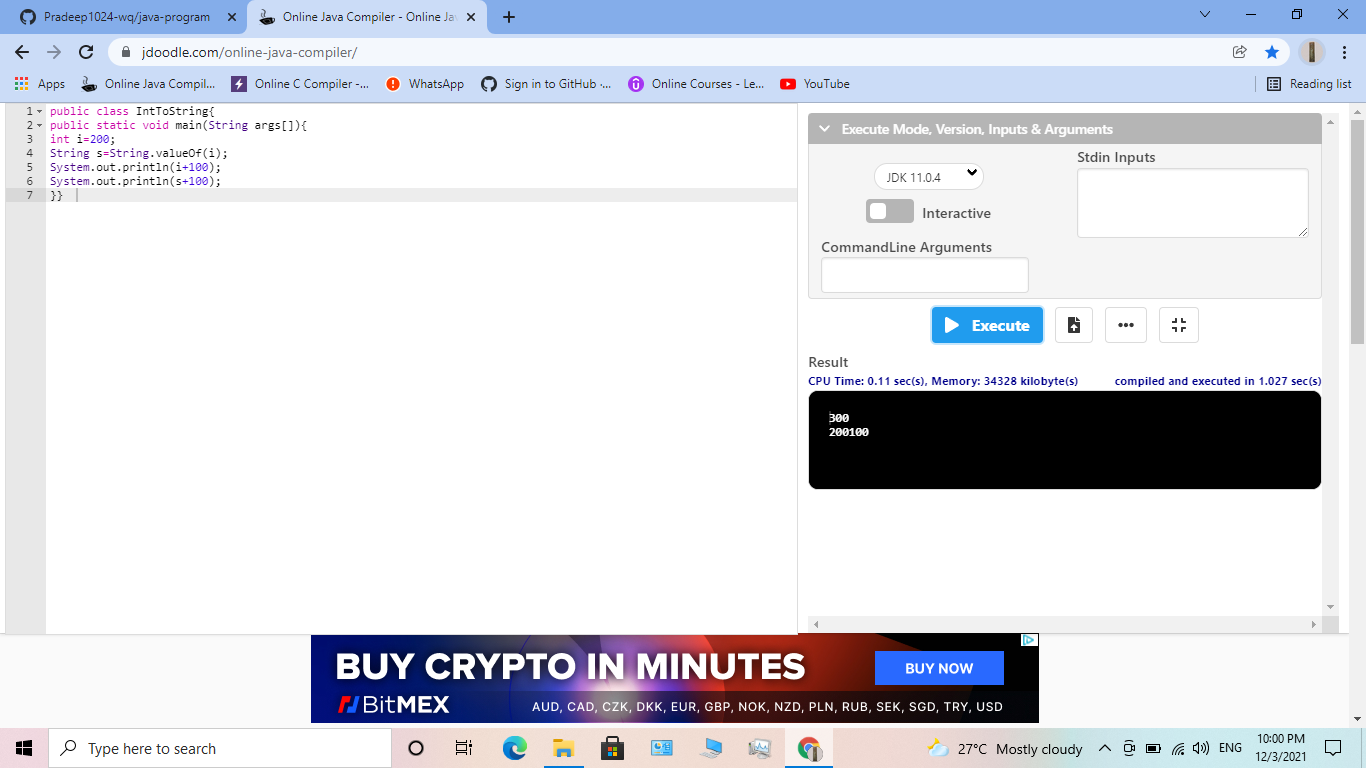 Pradeep1024-wq/java-program
Online Java Compiler - Online Ja
jdoodle.com/online-java-compiler/
Apps
Online Java Compil...
Online C Compiler -...
WhatsApp
Sign in to GitHub ·...
Online Courses - Le...
YouTube
Reading list
1 public class IntToString{
2 public static void main(String args[]){
3 int i=200;
4 String s=String.valueOf(i);
5 System.out.println(i+100);
6 System.out.println(s+100);
7 }}
Execute Mode, Version, Inputs & Arguments
JDK 11.0.4
Interactive
Stdin Inputs
CommandLine Arguments
Execute
Result
CPU Time: 0.11 sec(s), Memory: 34328 kilobyte(s)
compiled and executed in 1.027 sec(s)
300
200100
BUY CRYPTO IN MINUTES
BUY NOW
BitMEX
AUD, CAD, CZK, DKK, EUR, GBP, NOK, NZD, PLN, RUB, SEK, SGD, TRY, USD
Type here to search
27°C Mostly cloudy
ENG
10:00 PM
12/3/2021